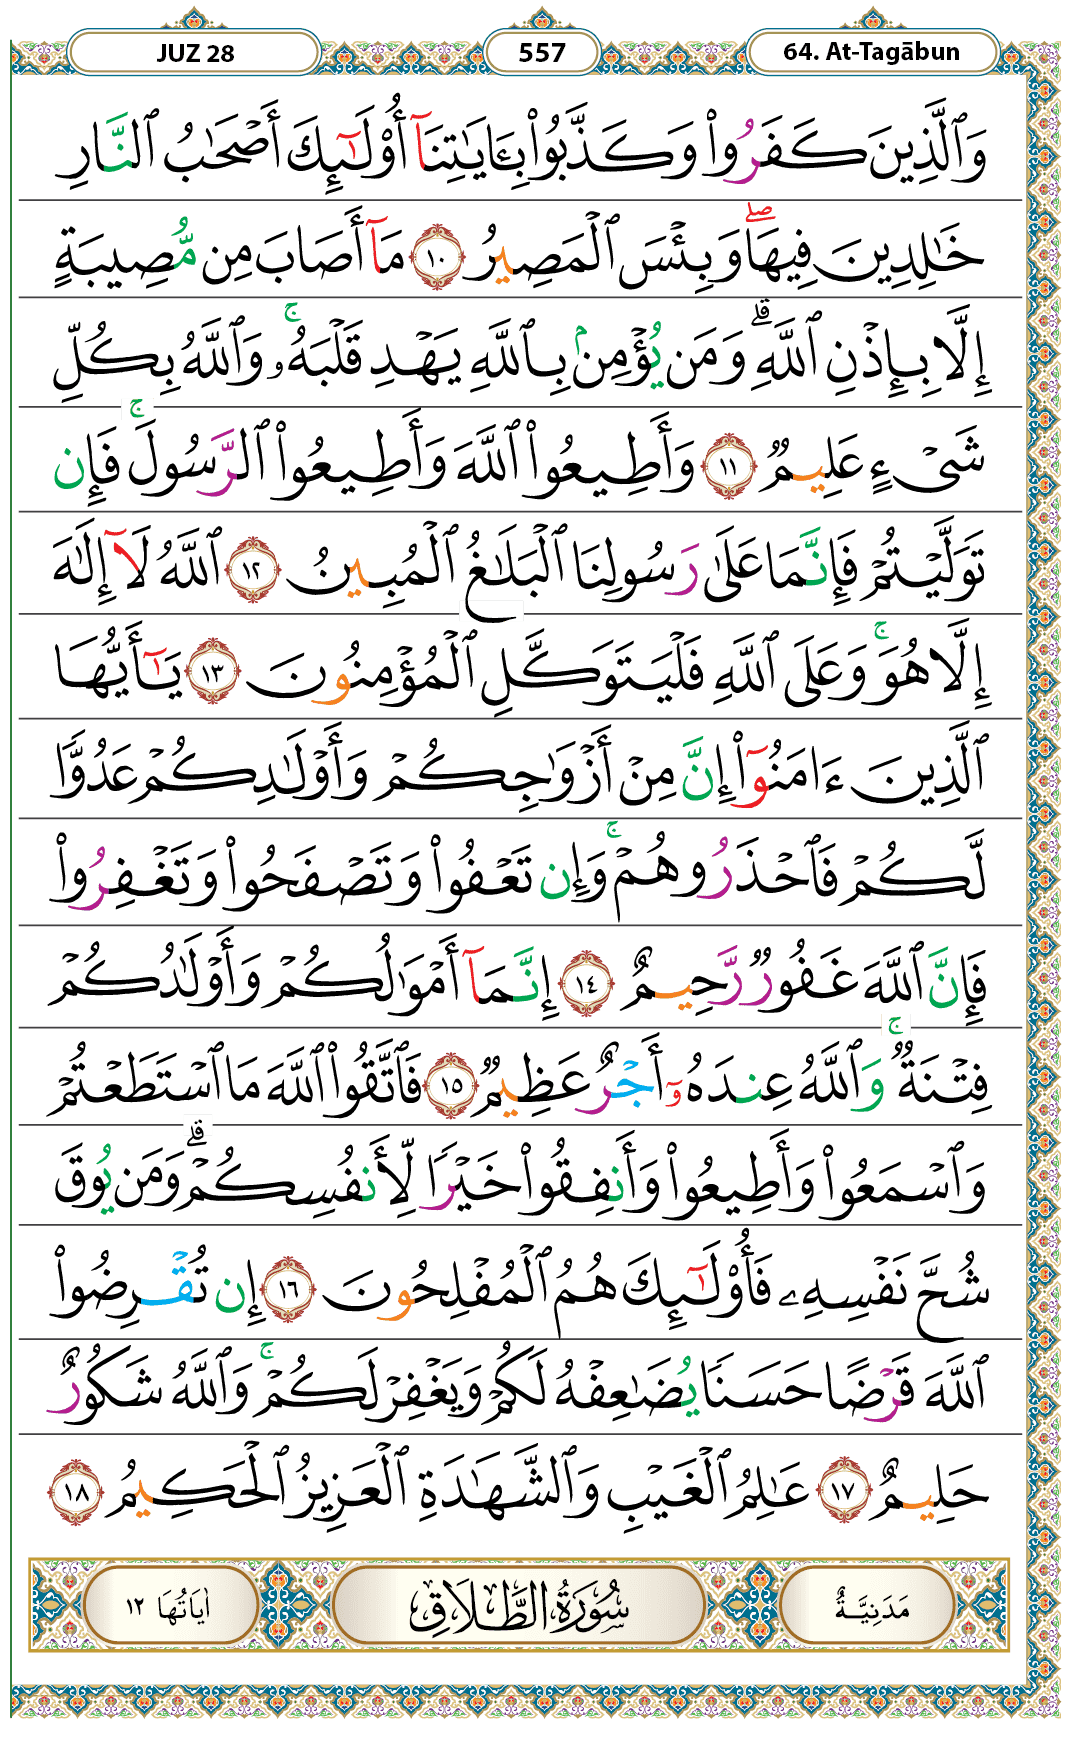 JUZ 28
557
64. At-Tagābun
وَٱلَّذِينَ كَفَرُوا۟ وَكَذَّبُوا۟ بِـَٔايَـٰتِنَآ أُو۟لَـٰٓئِكَ أَصْحَـٰبُ ٱلنَّارِ
خَـٰلِدِينَ فِيهَا ۖ وَبِئْسَ ٱلْمَصِيرُ ١٠ مَآ أَصَابَ مِن مُّصِيبَةٍ
إِلَّا بِإِذْنِ ٱللَّهِ ۗ وَمَن يُؤْمِنۢ بِٱللَّهِ يَهْدِ قَلْبَهُۥ ۚ وَٱللَّهُ بِكُلِّ
شَىْءٍ عَلِيمٌ ١١ وَأَطِيعُوا۟ ٱللَّهَ وَأَطِيعُوا۟ ٱلرَّسُولَ ۚ فَإِن
تَوَلَّيْتُمْ فَإِنَّمَا عَلَىٰ رَسُولِنَا ٱلْبَلَـٰغُ ٱلْمُبِينُ ١٢ ٱللَّهُ لَآ إِلَـٰهَ
إِلَّا هُوَ ۚ وَعَلَى ٱللَّهِ فَلْيَتَوَكَّلِ ٱلْمُؤْمِنُونَ ١٣ يَـٰٓأَيُّهَا
ٱلَّذِينَ ءَامَنُوٓا۟ إِنَّ مِنْ أَزْوَٰجِكُمْ وَأَوْلَـٰدِكُمْ عَدُوًّا
لَّكُمْ فَٱحْذَرُوهُمْ ۚ وَإِن تَعْفُوا۟ وَتَصْفَحُوا۟ وَتَغْفِرُوا۟
فَإِنَّ ٱللَّهَ غَفُورٌ رَّحِيمٌ ١٤ إِنَّمَآ أَمْوَٰلُكُمْ وَأَوْلَـٰدُكُمْ
فِتْنَةٌ ۚ وَٱللَّهُ عِندَهُۥٓ أَجْرٌ عَظِيمٌ ١٥ فَٱتَّقُوا۟ ٱللَّهَ مَا ٱسْتَطَعْتُمْ
وَٱسْمَعُوا۟ وَأَطِيعُوا۟ وَأَنفِقُوا۟ خَيْرًا لِّأَنفُسِكُمْ ۗ وَمَن يُوقَ
شُحَّ نَفْسِهِۦ فَأُو۟لَـٰٓئِكَ هُمُ ٱلْمُفْلِحُونَ ١٦ إِن تُقْرِضُوا۟
ٱللَّهَ قَرْضًا حَسَنًا يُضَـٰعِفْهُ لَكُمْ وَيَغْفِرْ لَكُمْ ۚ وَٱللَّهُ شَكُورٌ
حَلِيمٌ ١٧ عَـٰلِمُ ٱلْغَيْبِ وَٱلشَّهَـٰدَةِ ٱلْعَزِيزُ ٱلْحَكِيمُ ١٨
مَدَنِيَّةٌ
سُورَةُ الطَّلَاقِ
اٰيَاتُهَا ١٢